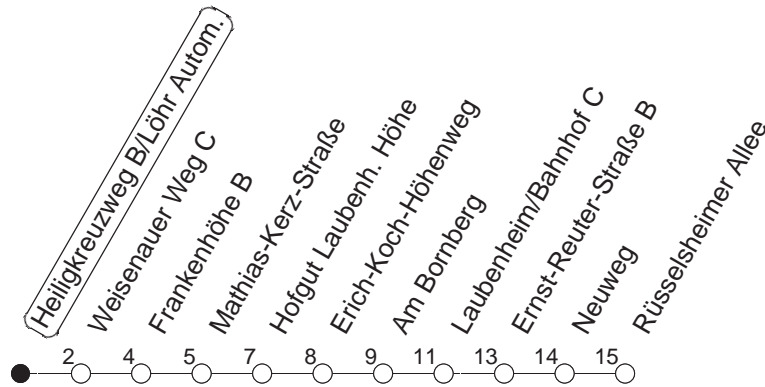 Heiligkreuzweg B/Löhr Autom.
Weisenauer Weg C
Frankenhöhe B
Mathias-Kerz-Straße
Hofgut Laubenh. Höhe
Erich-Koch-Höhenweg
Am Bornberg
Laubenheim/Bahnhof C
Ernst-Reuter-Straße B
Neuweg
Rüsselsheimer Allee
2 4 5 7 8 9 11 13 14 15